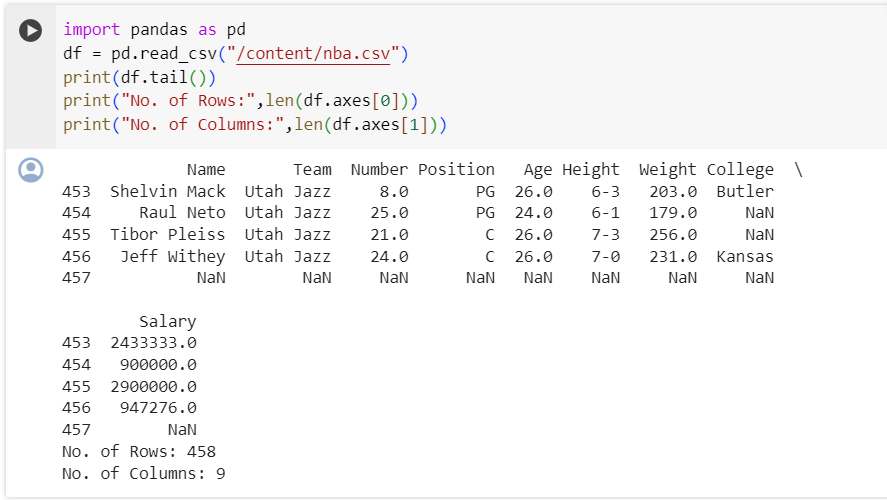 import pandas as pd
df = pd.read_csv("/content/nba.csv")
print(df.tail())
print("No. of Rows:",len(df.axes[0]))
print("No. of Columns:",len(df.axes[1]))
             Name       Team  Number Position   Age Height  Weight College  \
453  Shelvin Mack  Utah Jazz     8.0       PG  26.0    6-3   203.0  Butler
454     Raul Neto  Utah Jazz    25.0       PG  24.0    6-1   179.0     NaN
455  Tibor Pleiss  Utah Jazz    21.0        C  26.0    7-3   256.0     NaN
456   Jeff Withey  Utah Jazz    24.0        C  26.0    7-0   231.0  Kansas
457           NaN        NaN     NaN      NaN   NaN    NaN     NaN     NaN
        Salary
453  2433333.0
454   900000.0
455  2900000.0
456   947276.0
457        NaN
No. of Rows: 458
No. of Columns: 9